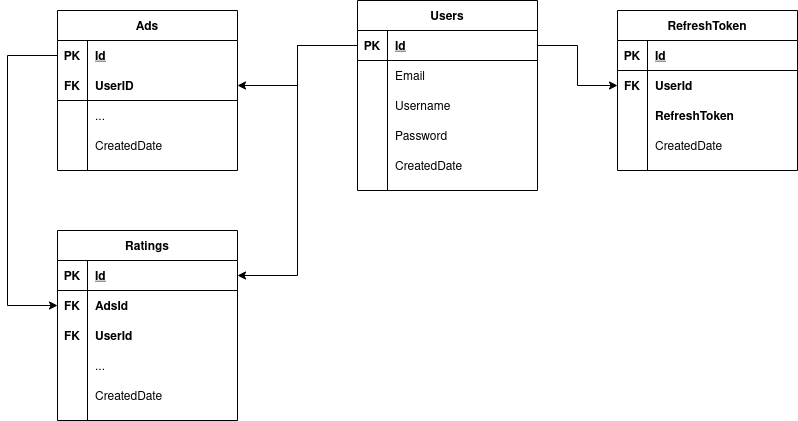 Ads
PK Id
FK UserID
...
CreatedDate
Users
PK Id
Email
Username
Password
CreatedDate
RefreshToken
PK Id
FK UserId
RefreshToken
CreatedDate
Ratings
PK Id
FK AdsId
FK UserId
...
CreatedDate